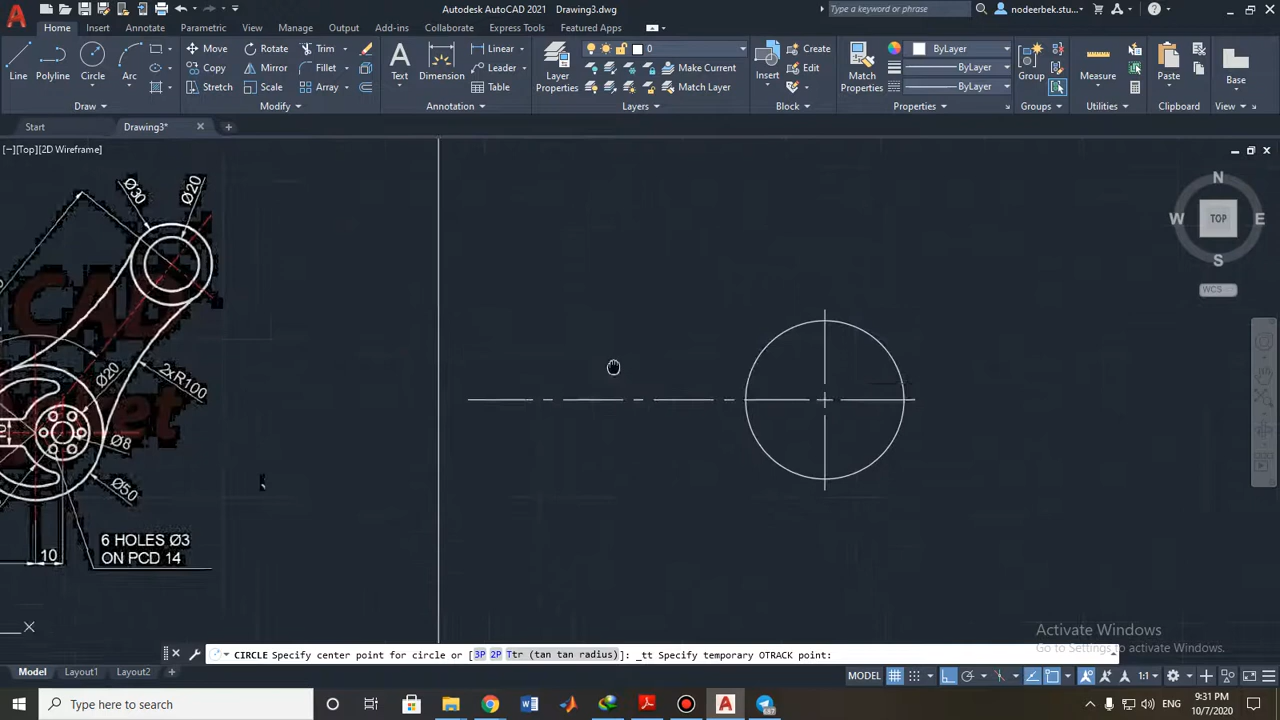 Autodesk AutoCAD 2021 Drawing3.dwg
Type a keyword or phrase
nodeerbek.stu...
Home Insert Annotate Parametric View Manage Output Add-ins Collaborate Express Tools Featured Apps
Line Polyline Circle Arc
Move Rotate Trim
Copy Mirror Fillet
Stretch Scale Array
Text Dimension
Linear
Leader
Table
Layer Properties
0
Make Current
Match Layer
Insert
Create
Edit
Match Properties
ByLayer
ByLayer
ByLayer
Group
Measure
Paste
Base
Draw Modify Annotation Layers Block Properties Groups Utilities Clipboard View
Start Drawing3*
[−][Top][2D Wireframe]
N
W TOP E
S
WCS
Ø30
Ø20
CAD
Ø20
2xR100
Ø8
Ø50
6 HOLES Ø3
ON PCD 14
10
X
Activate Windows
Go to Settings to activate Windows.
CIRCLE Specify center point for circle or [3P 2P Ttr (tan tan radius)]: _tt Specify temporary OTRACK point:
Model Layout1 Layout2
MODEL
1:1
Type here to search
ENG
9:31 PM
10/7/2020